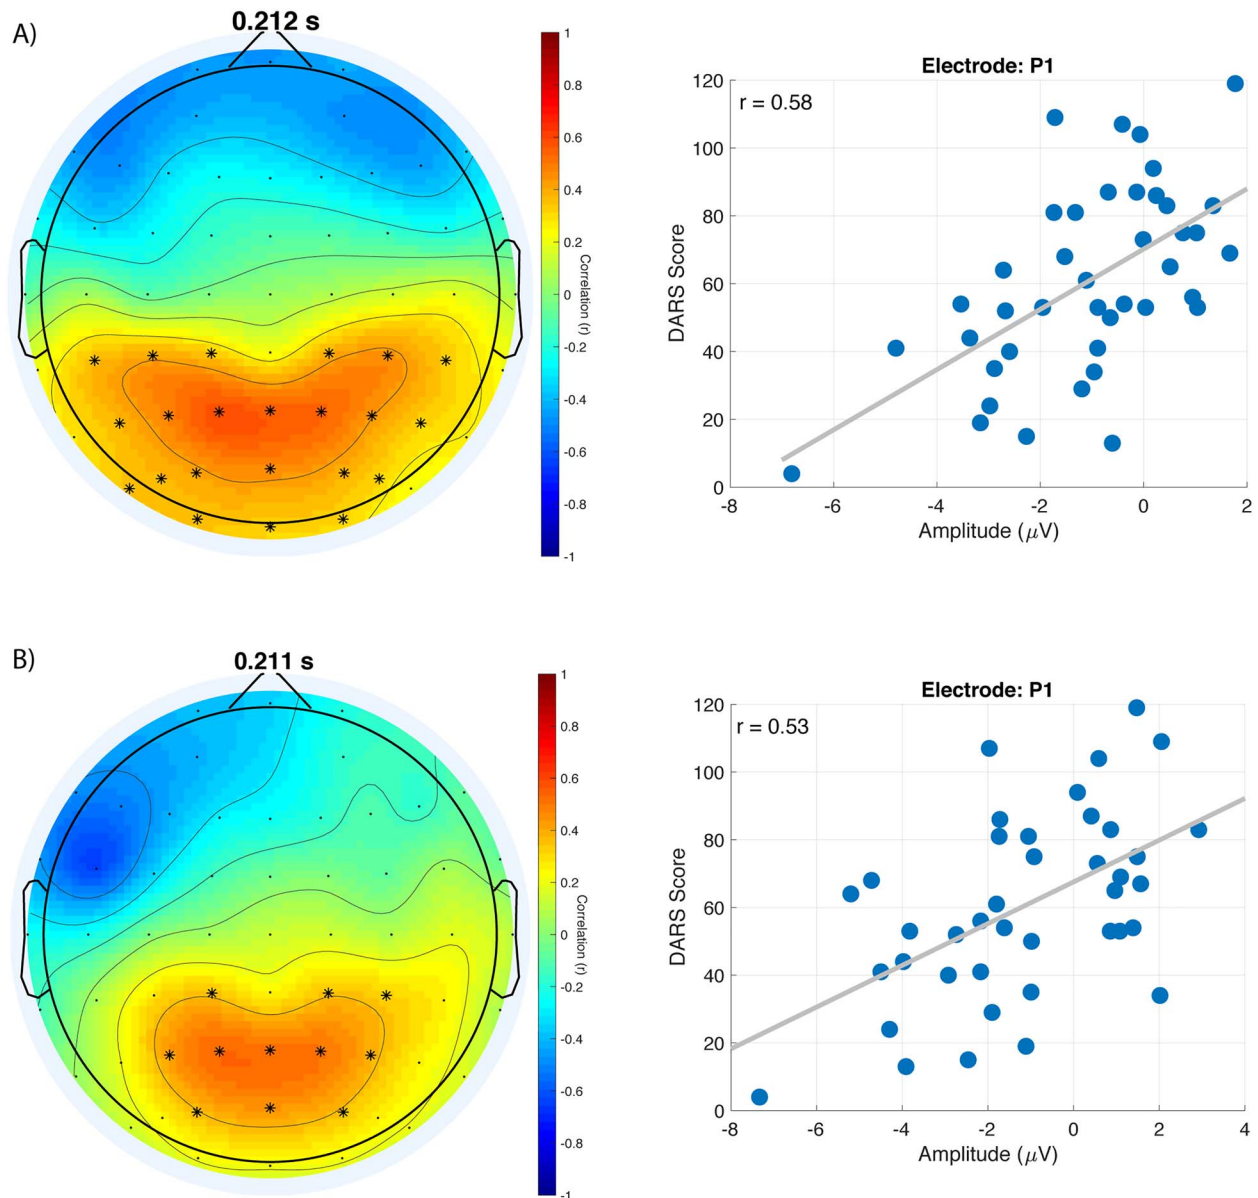 A)
0.212 s
1
0.8
0.6
0.4
0.2
0
-0.2
-0.4
-0.6
-0.8
-1
Corrrelation (r)
Electrode: P1
r = 0.58
DARS Score
120
100
80
60
40
20
0
-8 -6 -4 -2 0 2
Amplitude (μV)
B)
0.211 s
1
0.8
0.6
0.4
0.2
0
-0.2
-0.4
-0.6
-0.8
-1
Correlation (r)
Electrode: P1
r = 0.53
DARS Score
120
100
80
60
40
20
0
-8 -6 -4 -2 0 2 4
Amplitude (μV)